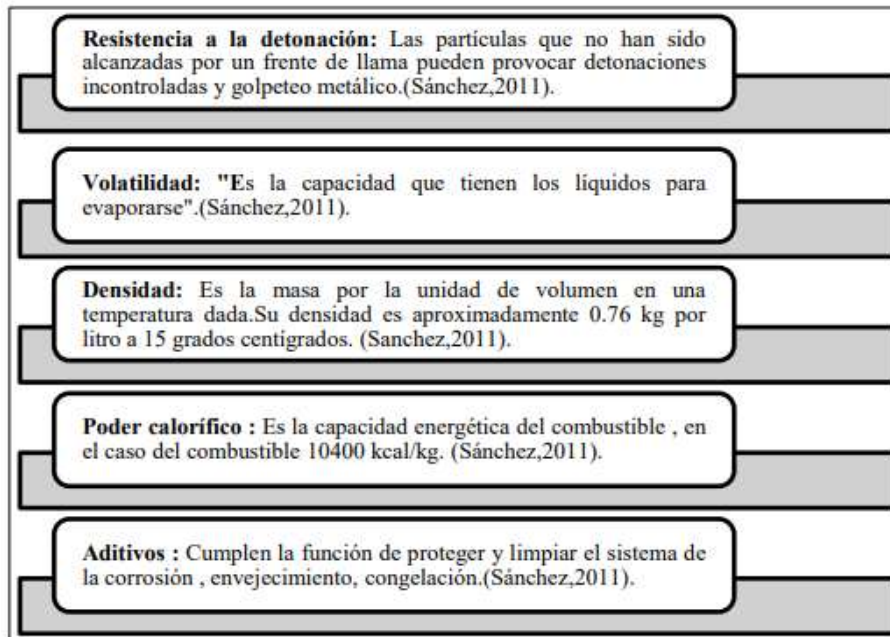 Resistencia a la detonación: Las partículas que no han sido
alcanzadas por un frente de llama pueden provocar detonaciones
incontroladas y golpeteo metálico.(Sánchez,2011).
Volatilidad: "Es la capacidad que tienen los líquidos para
evaporarse".(Sánchez,2011).
Densidad: Es la masa por la unidad de volumen en una
temperatura dada.Su densidad es aproximadamente 0.76 kg por
litro a 15 grados centígrados. (Sanchez,2011).
Poder calorífico : Es la capacidad energética del combustible , en
el caso del combustible 10400 kcal/kg. (Sánchez,2011).
Aditivos : Cumplen la función de proteger y limpiar el sistema de
la corrosión , envejecimiento, congelación.(Sánchez,2011).